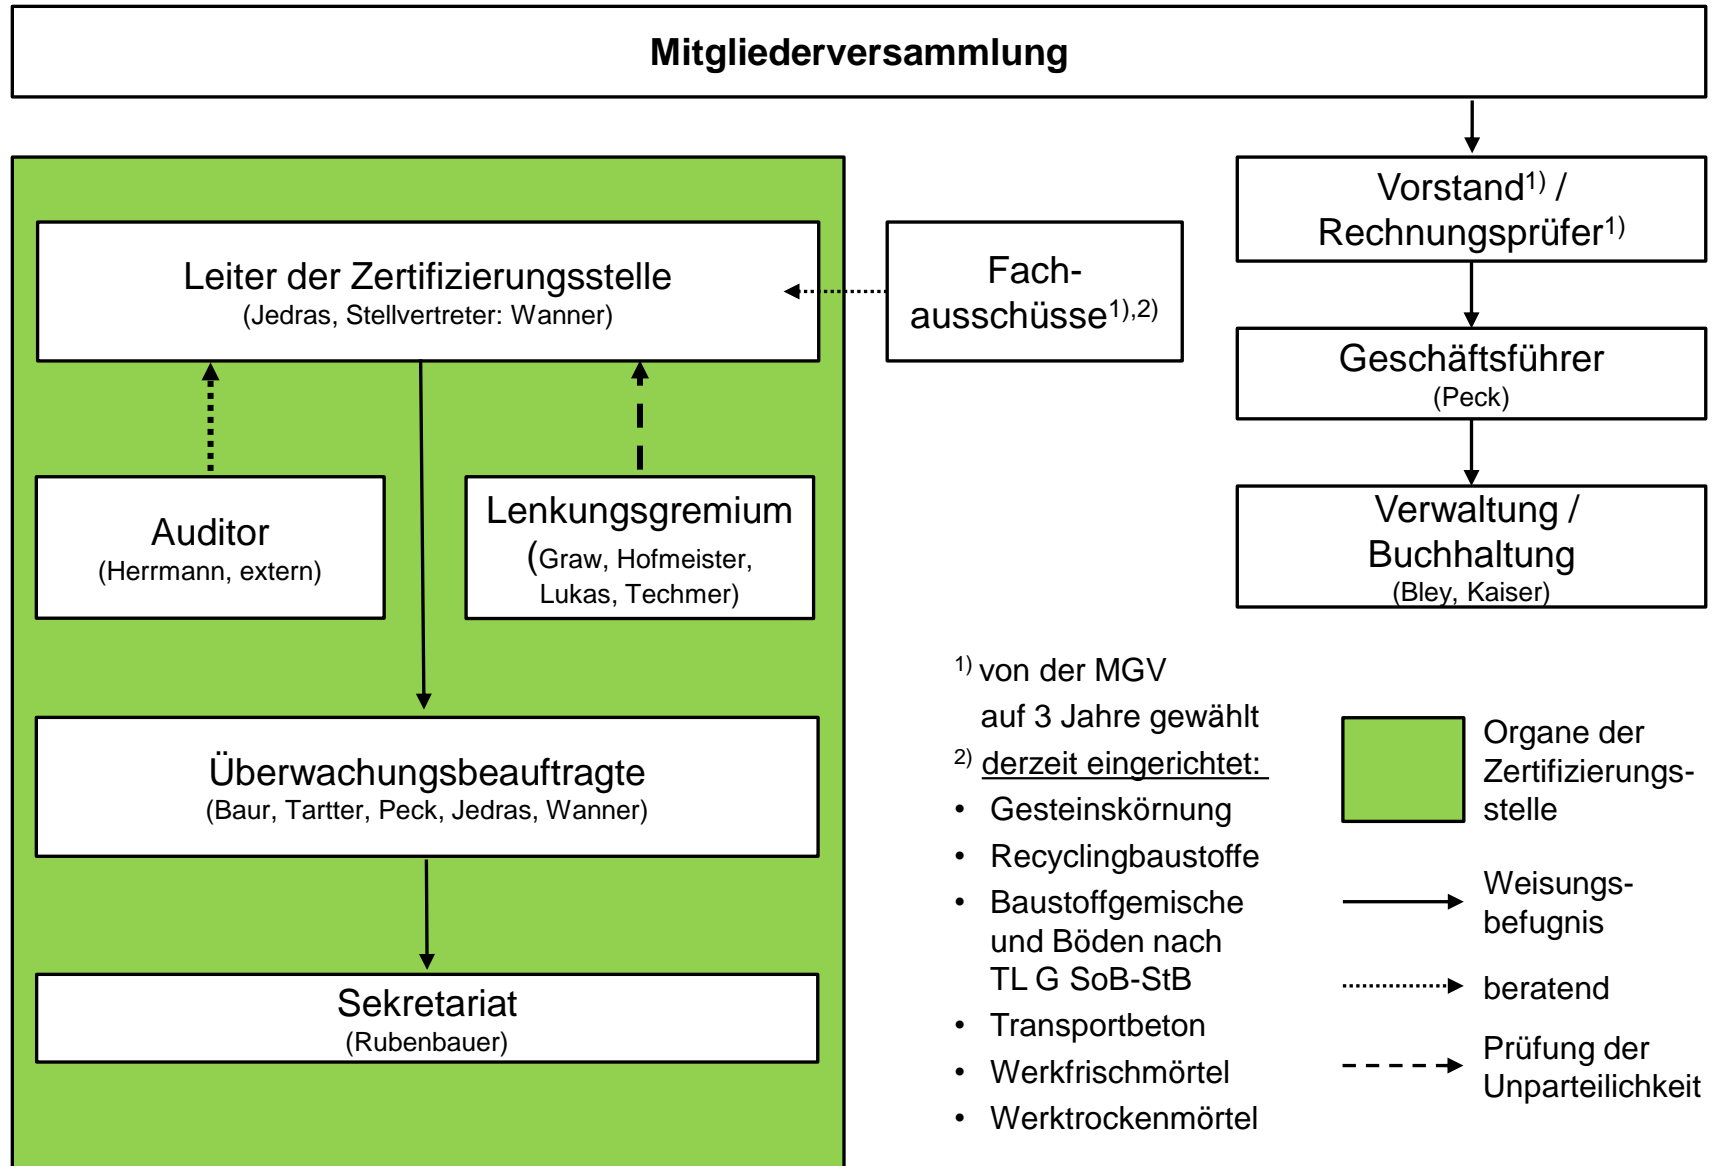 Mitgliederversammlung
Leiter der Zertifizierungsstelle
(Jedras, Stellvertreter: Wanner)
Fach-
ausschüsse1),2)
Vorstand1) /
Rechnungsprüfer1)
Geschäftsführer
(Peck)
Auditor
(Herrmann, extern)
Lenkungsgremium
(Graw, Hofmeister,
Lukas, Techmer)
Verwaltung /
Buchhaltung
(Bley, Kaiser)
Überwachungsbeauftragte
(Baur, Tartter, Peck, Jedras, Wanner)
Sekretariat
(Rubenbauer)
1) von der MGV
auf 3 Jahre gewählt
2) derzeit eingerichtet:
• Gesteinskörnung
• Recyclingbaustoffe
• Baustoffgemische
und Böden nach
TL G SoB-StB
• Transportbeton
• Werkfrischmörtel
• Werktrockenmörtel
Organe der
Zertifizierungs-
stelle
Weisungs-
befugnis
beratend
Prüfung der
Unparteilichkeit